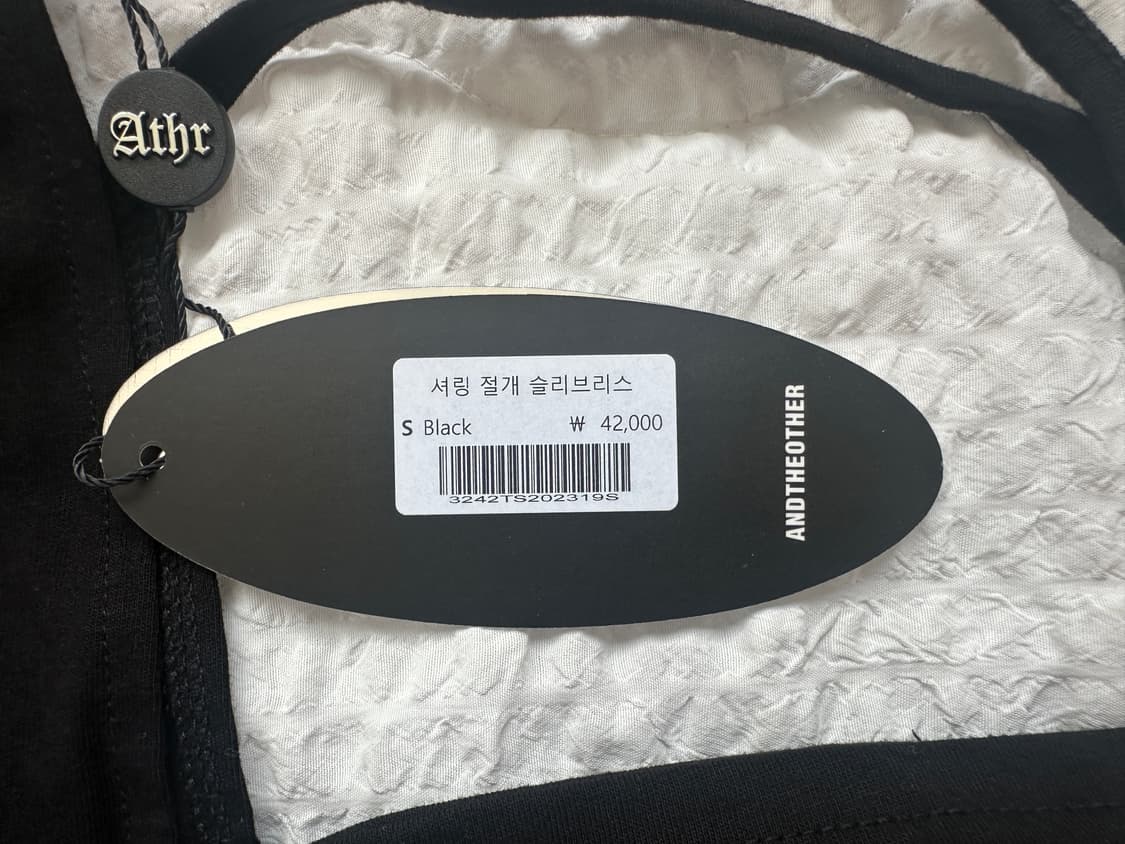 Athr
셔링 절개 슬리브리스
S Black ₩ 42,000
3242TS202319S
ANDTHEOTHER